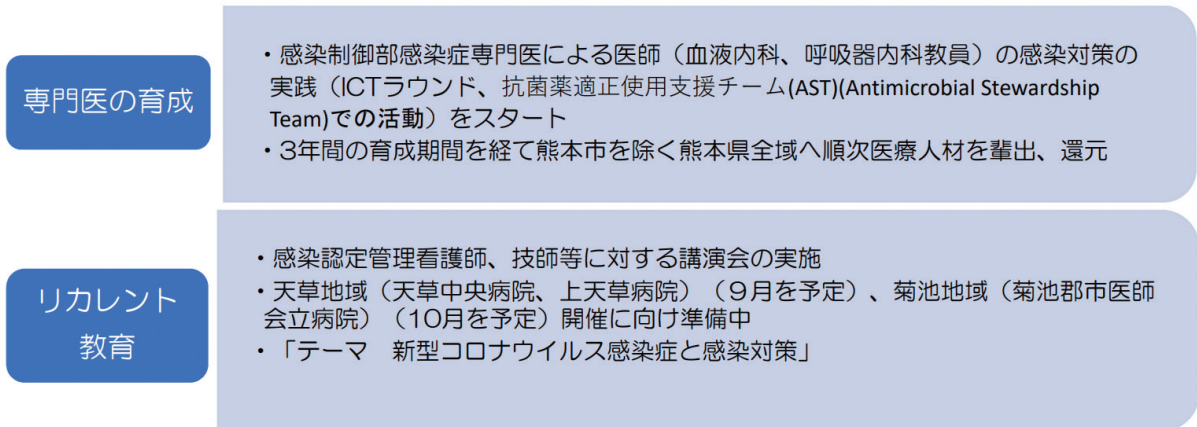 専門医の育成
・感染制御部感染症専門医による医師（血液内科、呼吸器内科教員）の感染対策の
実践（ICTラウンド、抗菌薬適正使用支援チーム(AST)(Antimicrobial Stewardship
Team)での活動）をスタート
・3年間の育成期間を経て熊本市を除く熊本県全域へ順次医療人材を輩出、還元
リカレント
教育
・感染認定管理看護師、技師等に対する講演会の実施
・天草地域（天草中央病院、上天草病院）（９月を予定）、菊池地域（菊池郡市医師
会立病院）（10月を予定）開催に向け準備中
・「テーマ　新型コロナウイルス感染症と感染対策」